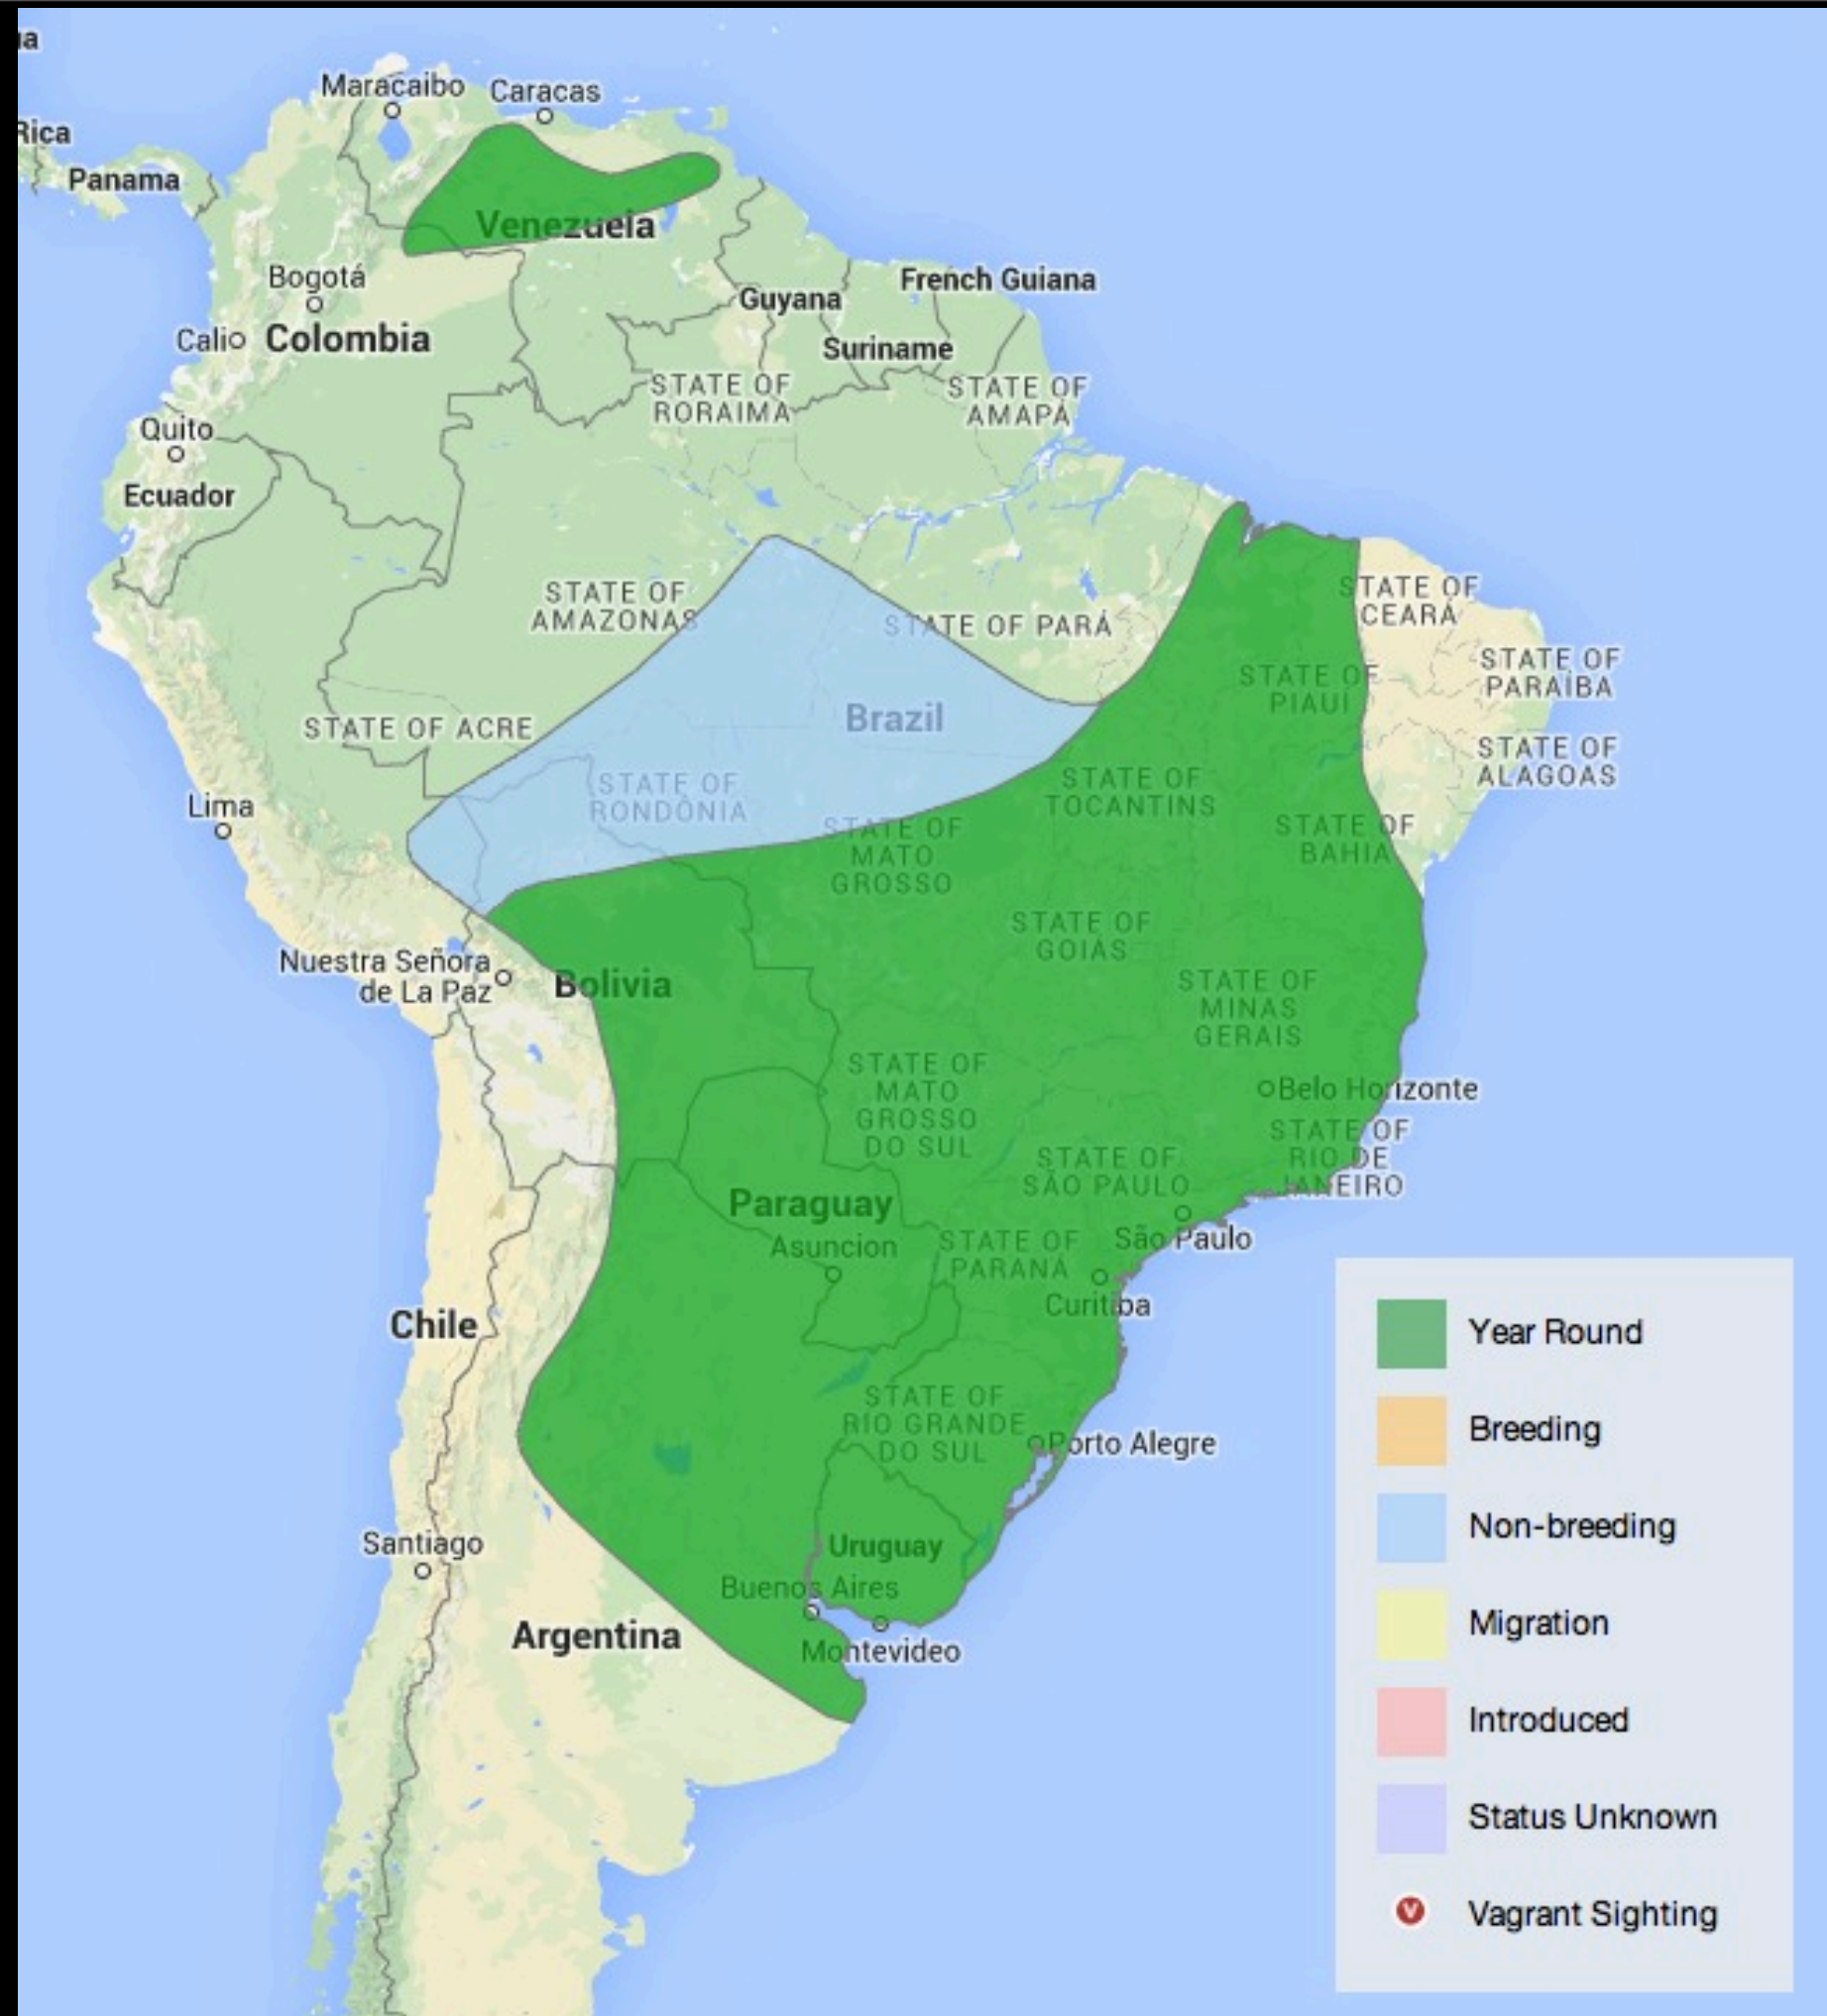 ia
Maracaibo
Caracas
Rica
Panama
Venezuela
Bogotá
French Guiana
Guyana
Cali
Colombia
Suriname
STATE OF
RORAIMA
STATE OF
AMAPÁ
Quito
Ecuador
STATE OF
AMAZONAS
STATE OF
CEARÁ
STATE OF PARÁ
STATE OF
PARAÍBA
STATE OF
PIAUÍ
STATE OF ACRE
Brazil
STATE OF
ALAGOAS
STATE OF
RONDÔNIA
STATE OF
TOCANTINS
Lima
STATE OF
MATO
GROSSO
STATE OF
BAHIA
STATE OF
GOIÁS
Nuestra Señora
de La Paz
Bolivia
STATE OF
MINAS
GERAIS
STATE OF
MATO
GROSSO
DO SUL
Belo Horizonte
STATE OF
RIO DE
JANEIRO
STATE OF
SÃO PAULO
Paraguay
Asuncion
STATE OF
PARANÁ
São Paulo
Curitiba
Chile
STATE OF
RIO GRANDE
DO SUL
Porto Alegre
Santiago
Uruguay
Buenos Aires
Argentina
Montevideo
Year Round
Breeding
Non-breeding
Migration
Introduced
Status Unknown
V
Vagrant Sighting